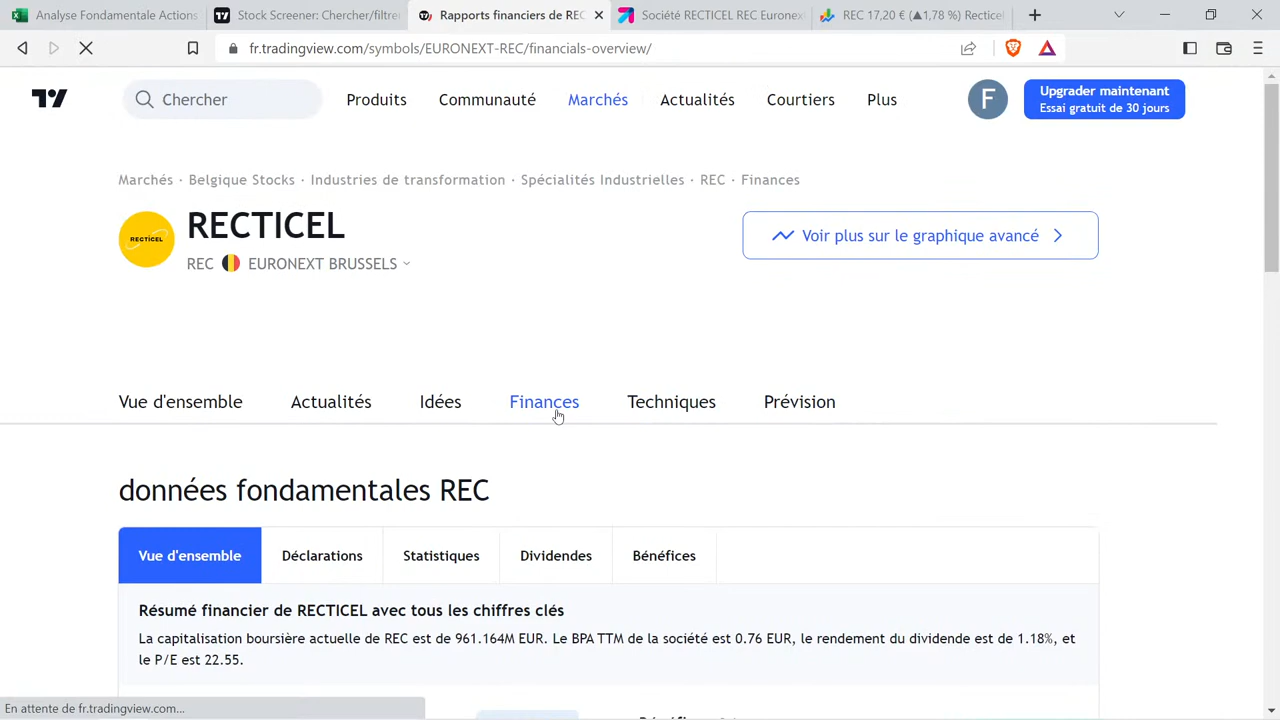 Analyse Fondamentale Actions
Stock Screener: Chercher/filtrer
Rapports financiers de REC
Société RECTICEL REC Euronex
REC 17,20 € (▲1,78 %) Rectice
fr.tradingview.com/symbols/EURONEXT-REC/financials-overview/
Chercher
Produits
Communauté
Marchés
Actualités
Courtiers
Plus
F
Upgrader maintenant
Essai gratuit de 30 jours
Marchés · Belgique Stocks · Industries de transformation · Spécialités Industrielles · REC · Finances
RECTICEL
RECTICEL
REC EURONEXT BRUSSELS
Voir plus sur le graphique avancé
Vue d'ensemble
Actualités
Idées
Finances
Techniques
Prévision
données fondamentales REC
Vue d'ensemble
Déclarations
Statistiques
Dividendes
Bénéfices
Résumé financier de RECTICEL avec tous les chiffres clés
La capitalisation boursière actuelle de REC est de 961.164M EUR. Le BPA TTM de la société est 0.76 EUR, le rendement du dividende est de 1.18%, et
le P/E est 22.55.
En attente de fr.tradingview.com...